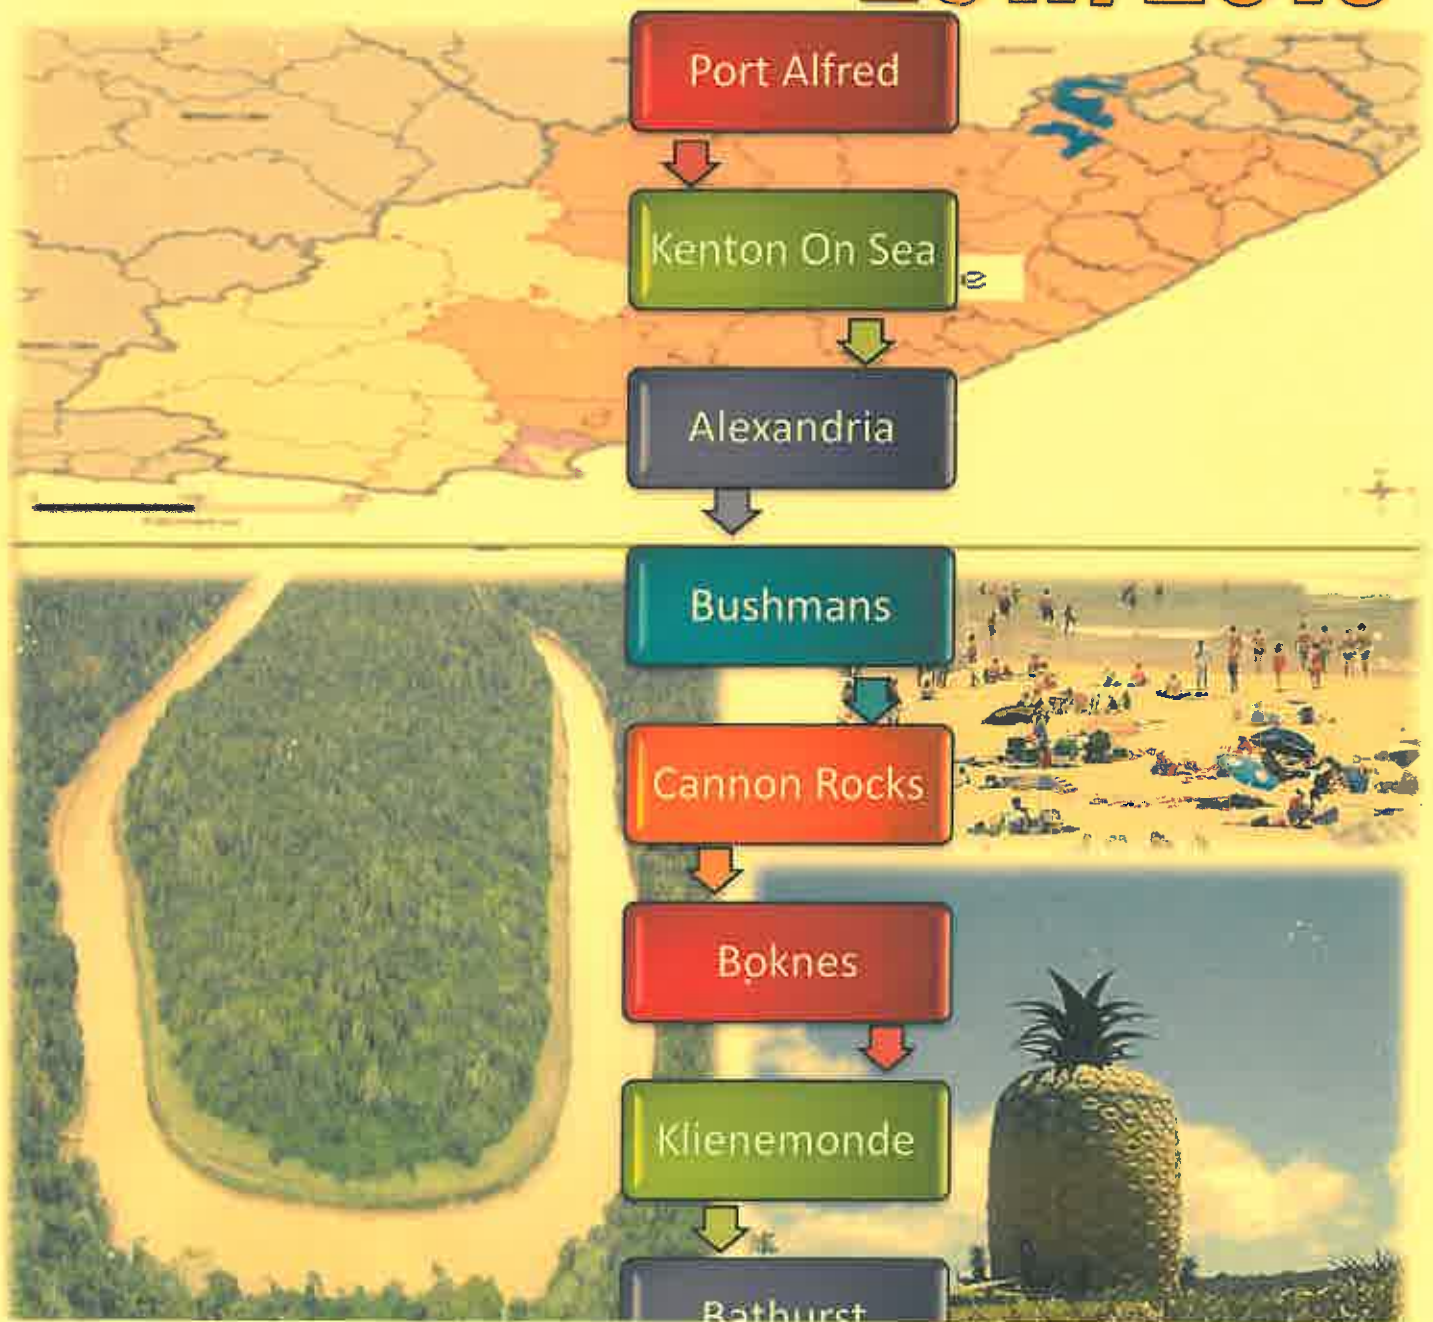 Port Alfred
Kenton On Sea
e
Alexandria
Bushmans
Cannon Rocks
Boknes
Klienemonde
Bathurst